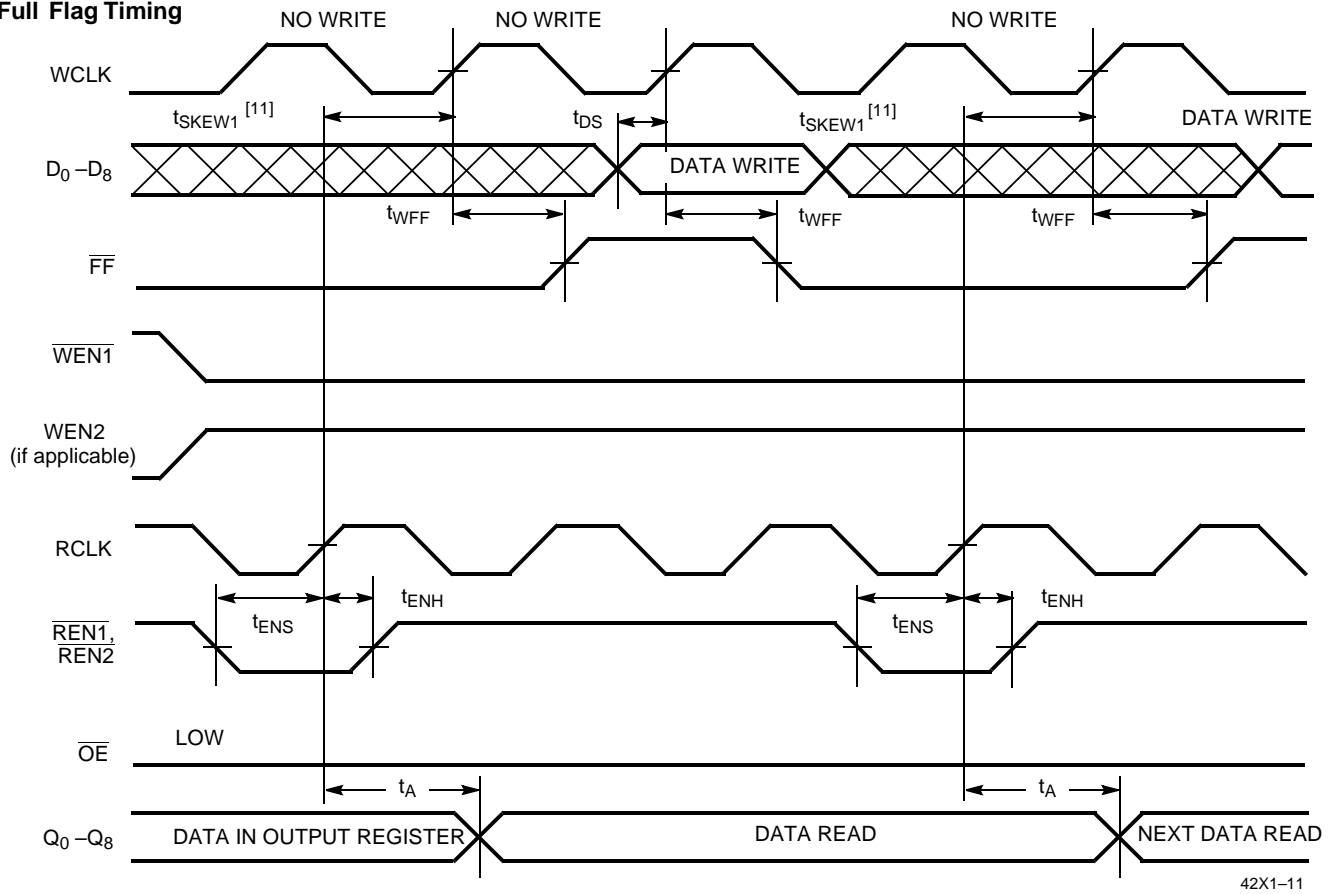 Full Flag Timing
NO WRITE
NO WRITE
NO WRITE
WCLK
tSKEW1 [11]
tDS
tSKEW1 [11]
DATA WRITE
D0 –D8
DATA WRITE
tWFF
tWFF
tWFF
FF
WEN1
WEN2
(if applicable)
RCLK
tENS
tENH
tENS
tENH
REN1,
REN2
OE
LOW
tA
tA
Q0 –Q8
DATA IN OUTPUT REGISTER
DATA READ
NEXT DATA READ
42X1–11